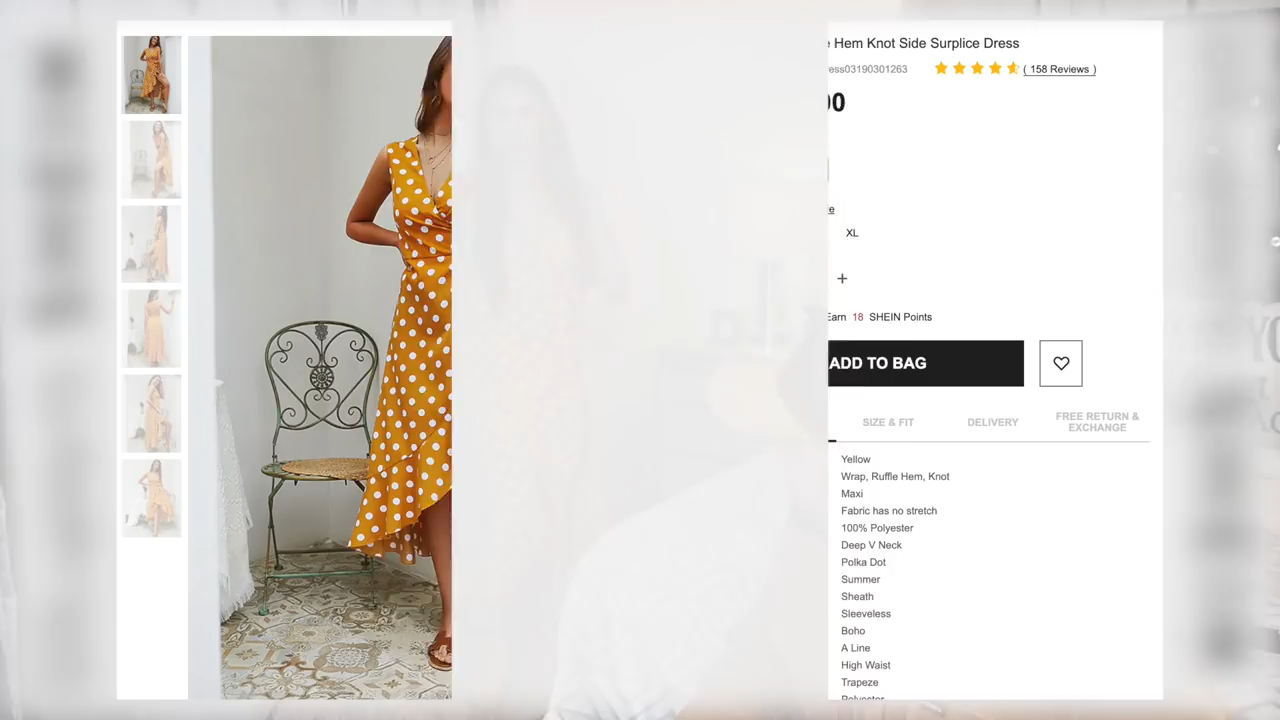 Hem Knot Side Surplice Dress
ess03190301263 ( 158 Reviews )
XL
+
Earn 18 SHEIN Points
ADD TO BAG
SIZE & FIT DELIVERY FREE RETURN & EXCHANGE
Yellow
Wrap, Ruffle Hem, Knot
Maxi
Fabric has no stretch
100% Polyester
Deep V Neck
Polka Dot
Summer
Sheath
Sleeveless
Boho
A Line
High Waist
Trapeze
Polyester